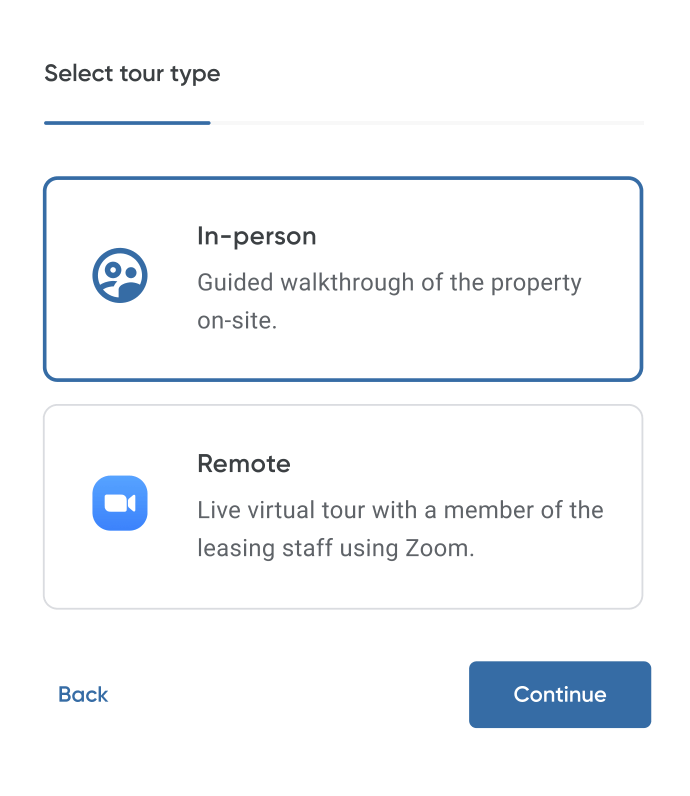 Select tour type
In-person
Guided walkthrough of the property
on-site.
Remote
Live virtual tour with a member of the
leasing staff using Zoom.
Back
Continue